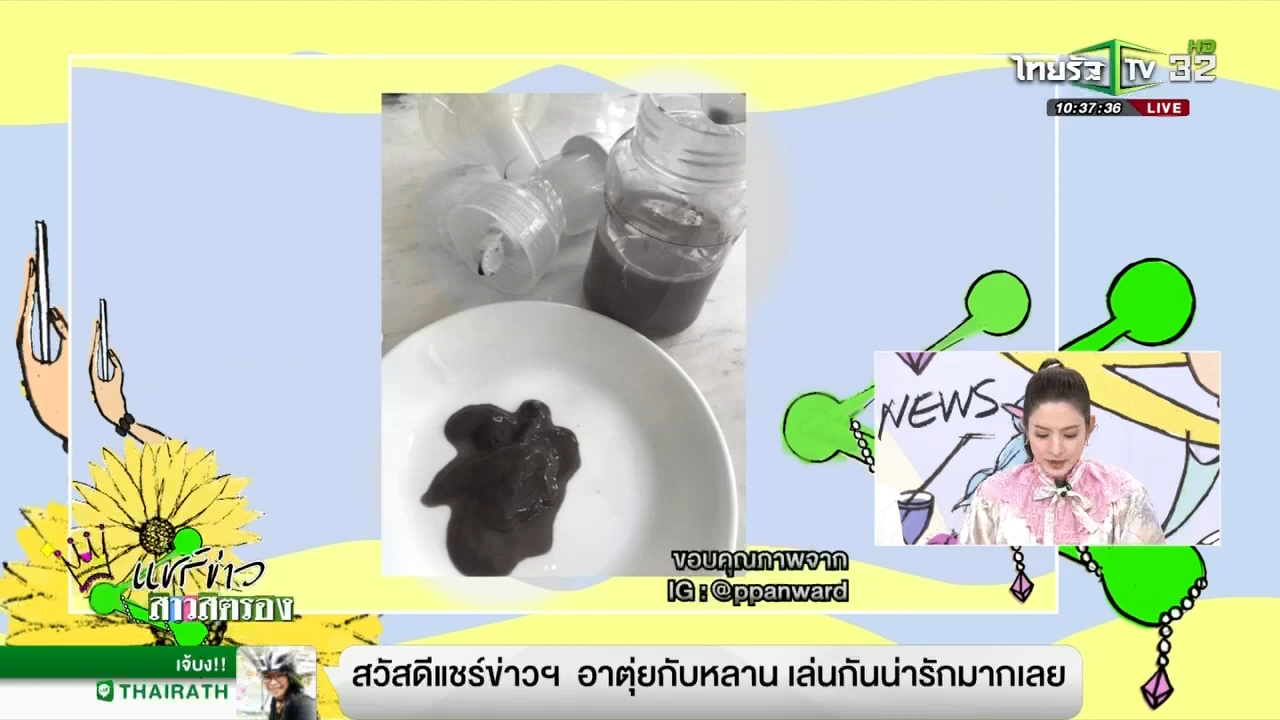 ไทยรัฐ TV 32 HD
10:37:36 LIVE
NEWS
ขอบคุณภาพจาก
IG : @ppanward
แชร์ข่าว
สาวสตรอง
เจ้บง!!
THAIRATH
สวัสดีแชร์ข่าวฯ อาตุ่ยกับหลาน เล่นกันน่ารักมากเลย